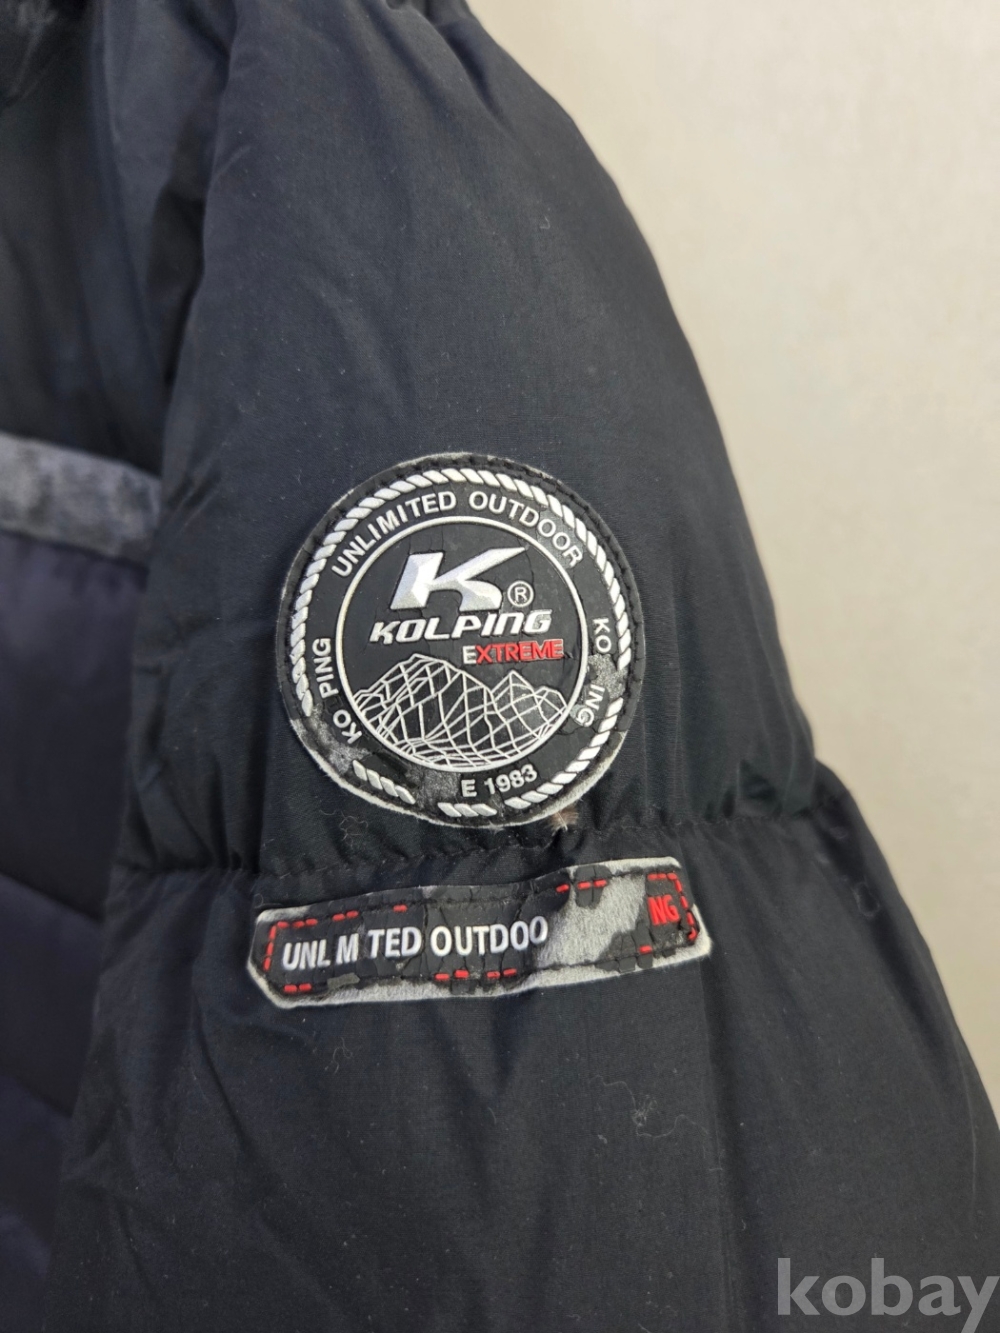 UNLIMITED OUTDOOR
K®
KOLPING
EXTREME
KO PING
KO ING
E 1983
UNL M TED OUTDOO
NG
kobay